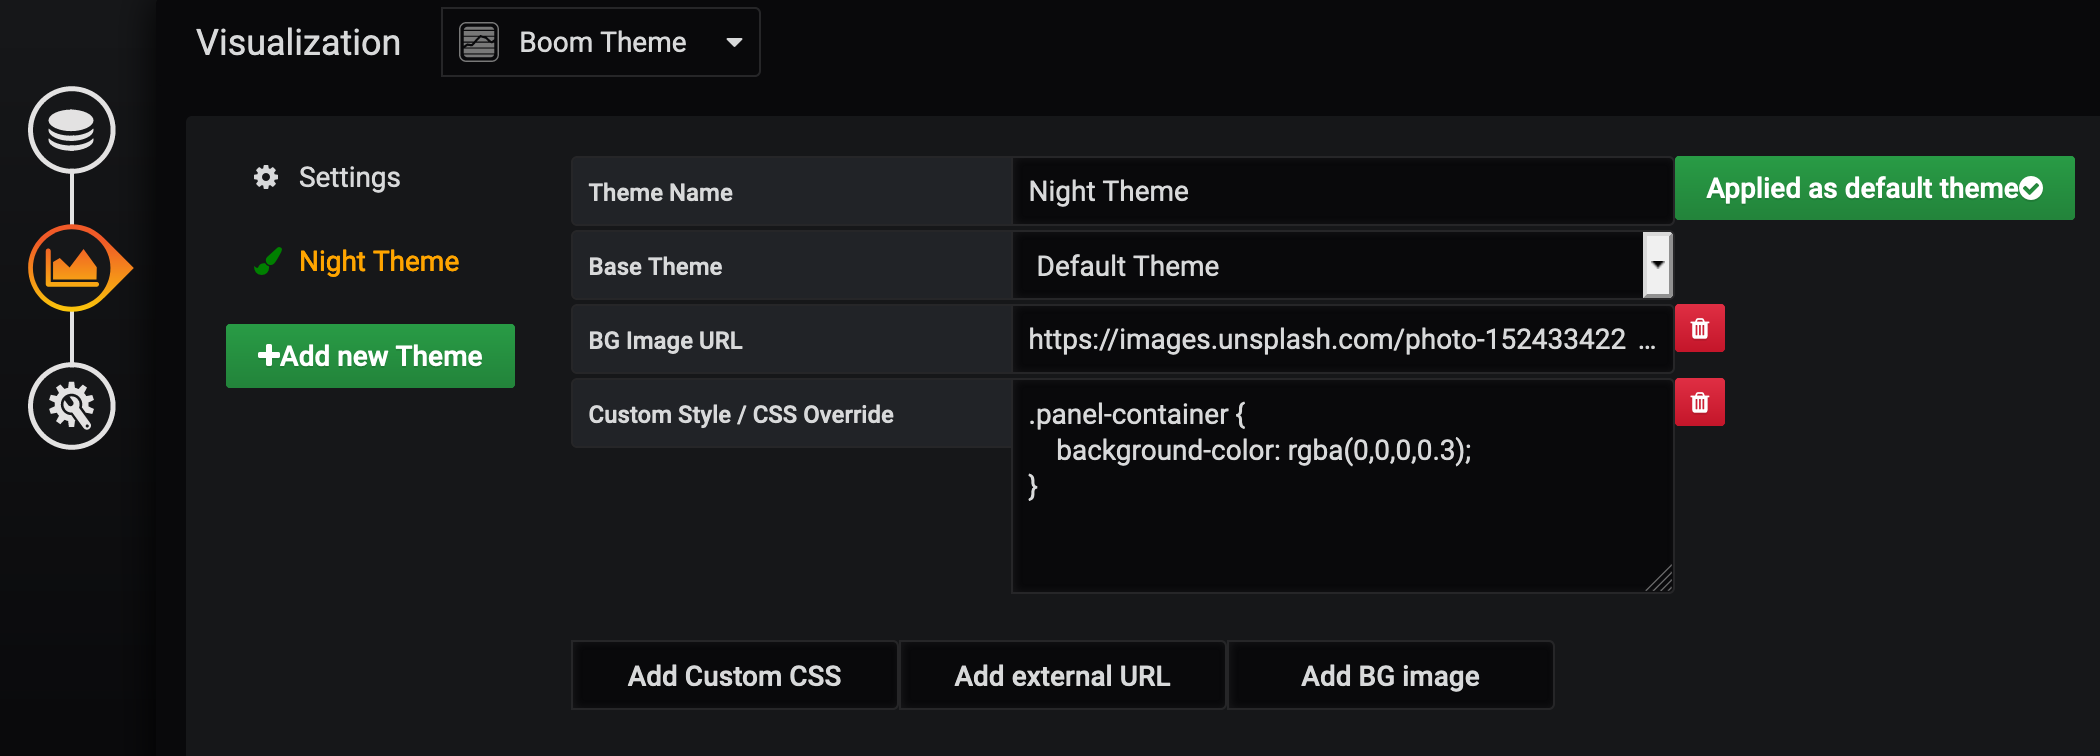 Visualization
Boom Theme
Settings
Night Theme
Add new Theme
Theme Name
Night Theme
Applied as default theme
Base Theme
Default Theme
BG Image URL
https://images.unsplash.com/photo-152433422 ...
Custom Style / CSS Override
.panel-container {
    background-color: rgba(0,0,0,0.3);
}
Add Custom CSS
Add external URL
Add BG image